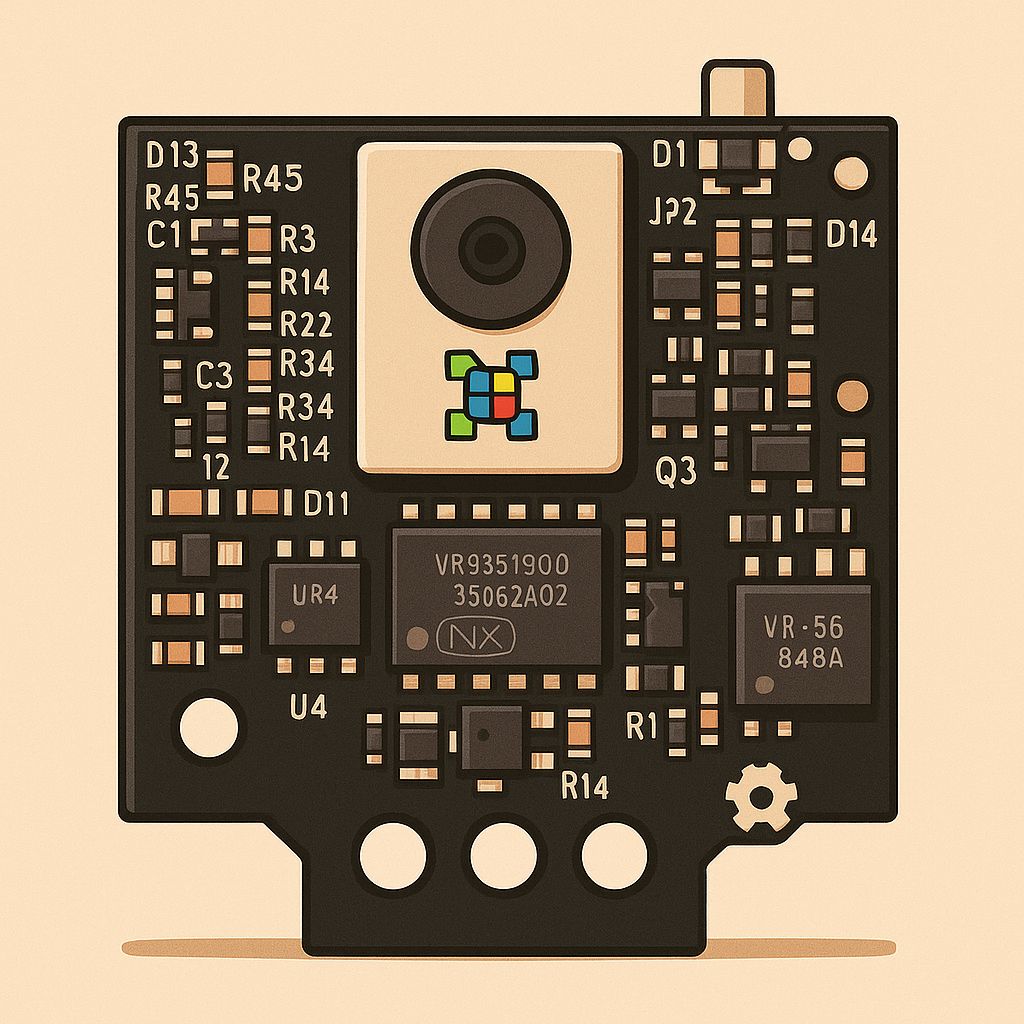 D13
R45
R45
C1
R3
R14
R22
C3
R34
R34
R14
12
D11
D1
JP2
D14
Q3
UR4
U4
VR9351900
35062A02
NX
VR-56
848A
R1
R14